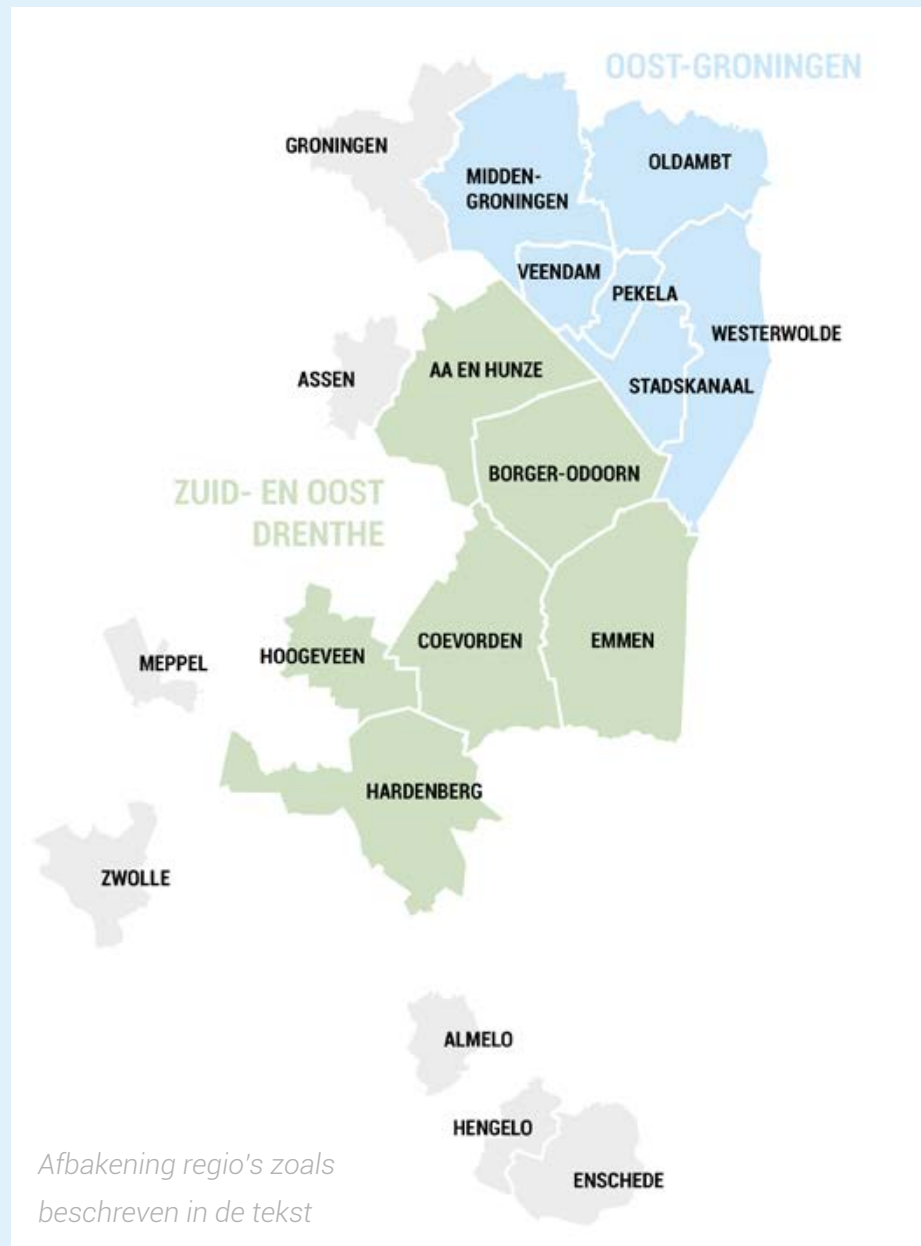 OOST-GRONINGEN
GRONINGEN
MIDDEN-
GRONINGEN
OLDAMBT
VEENDAM
PEKELA
WESTERWOLDE
ASSEN
AA EN HUNZE
STADSKANAAL
BORGER-ODOORN
ZUID- EN OOST
DRENTHE
MEPPEL
HOOGEVEEN
COEVORDEN
EMMEN
HARDENBERG
ZWOLLE
ALMELO
HENGELO
ENSCHEDE
Afbakening regio's zoals
beschreven in de tekst